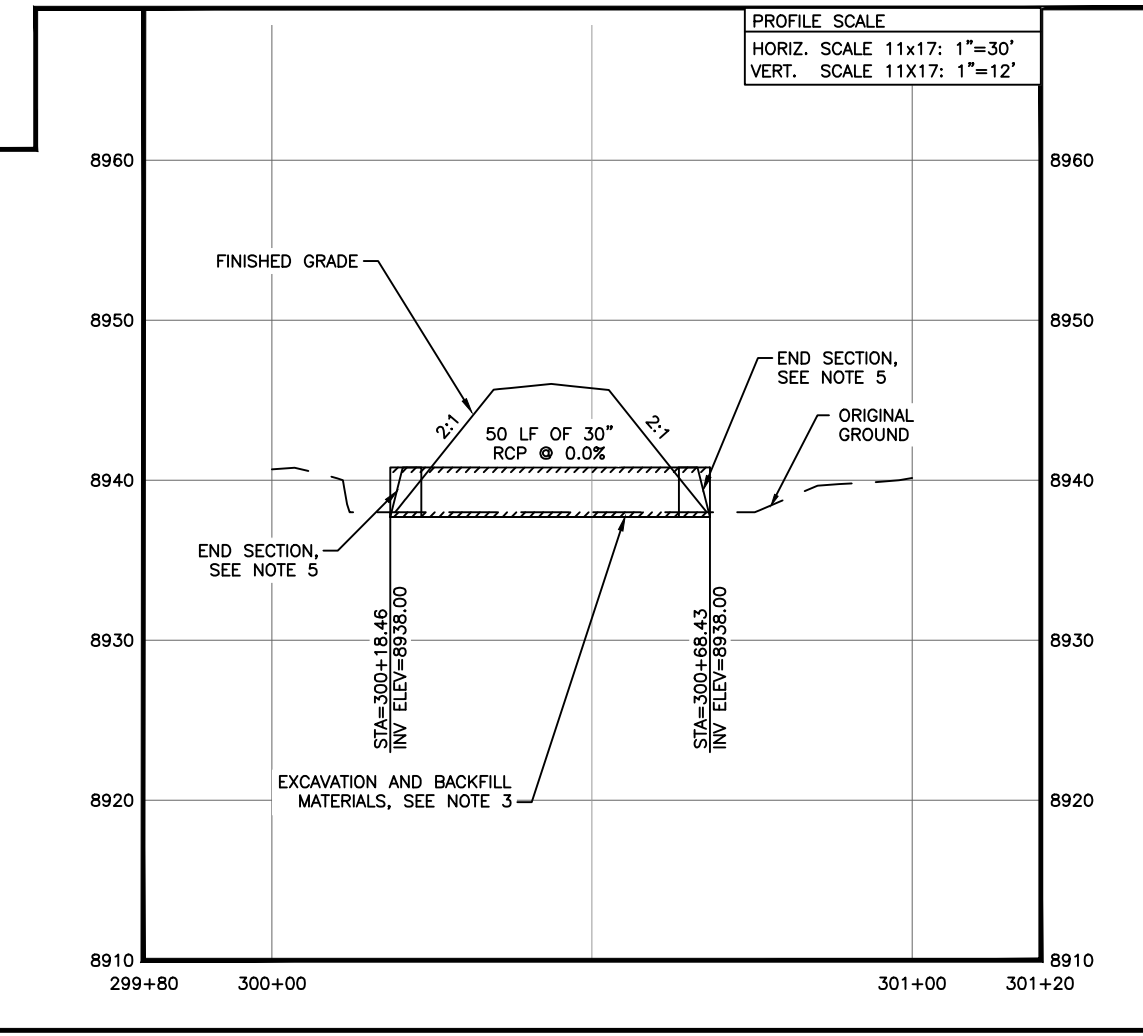 PROFILE SCALE
HORIZ. SCALE 11x17: 1"=30'
VERT. SCALE 11X17: 1"=12'
8960
8960
FINISHED GRADE
8950
8950
END SECTION,
SEE NOTE 5
2:1
2:1
50 LF OF 30"
RCP @ 0.0%
ORIGINAL
GROUND
8940
8940
END SECTION,
SEE NOTE 5
STA=300+18.46
INV ELEV=8938.00
STA=300+68.43
INV ELEV=8938.00
8930
8930
EXCAVATION AND BACKFILL
MATERIALS, SEE NOTE 3
8920
8920
8910
8910
299+80
300+00
301+00
301+20